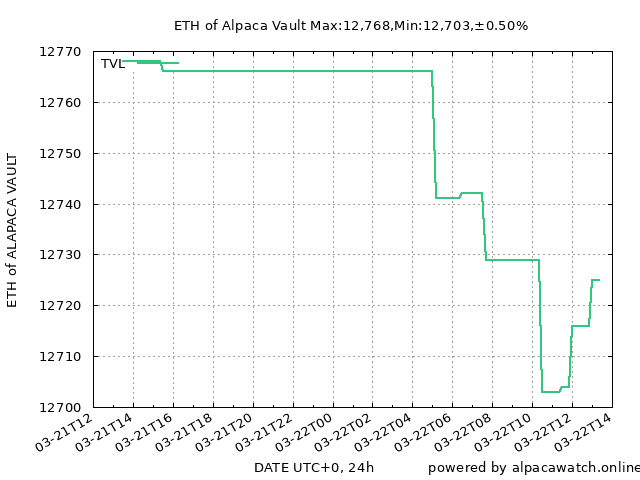 ETH of Alpaca Vault Max:12,768,Min:12,703,±0.50%
12770
TVL
12760
12750
12740
12730
12720
12710
12700
ETH of ALAPACA VAULT
03-21T12
03-21T14
03-21T16
03-21T18
03-21T20
03-21T22
03-22T00
03-22T02
03-22T04
03-22T06
03-22T08
03-22T10
03-22T12
03-22T14
DATE UTC+0, 24h
powered by alpacawatch.online